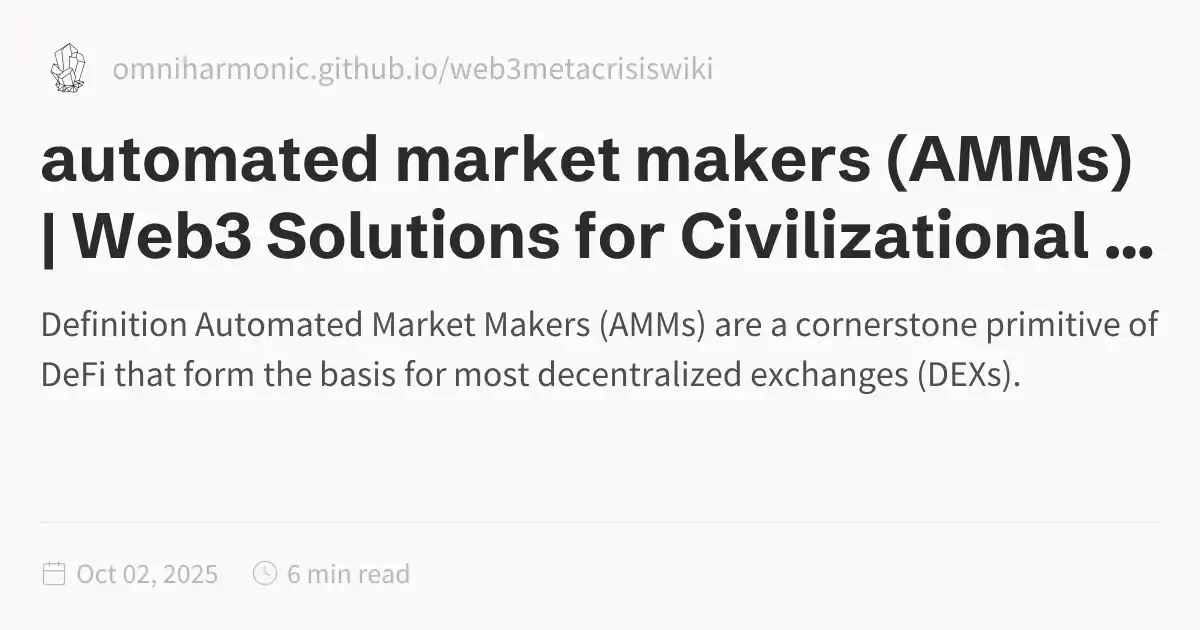 omniharmonic.github.io/web3metacrisiswiki
automated market makers (AMMs)
| Web3 Solutions for Civilizational ...
Definition Automated Market Makers (AMMs) are a cornerstone primitive of
DeFi that form the basis for most decentralized exchanges (DEXs).
Oct 02, 2025 6 min read